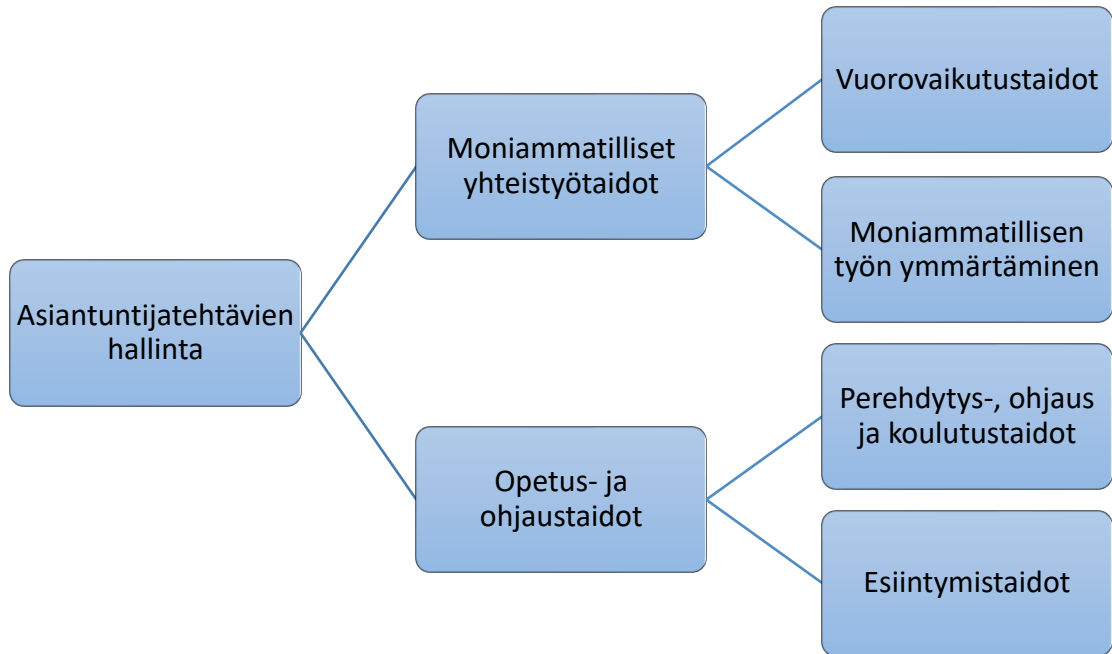 Vuorovaikutustaidot
Moniammatilliset
yhteistyötaidot
Moniammatillisen
työn ymmärtäminen
Asiantuntijatehtävien
hallinta
Perehdytys-, ohjaus
ja koulutustaidot
Opetus- ja
ohjaustaidot
Esiintymistaidot